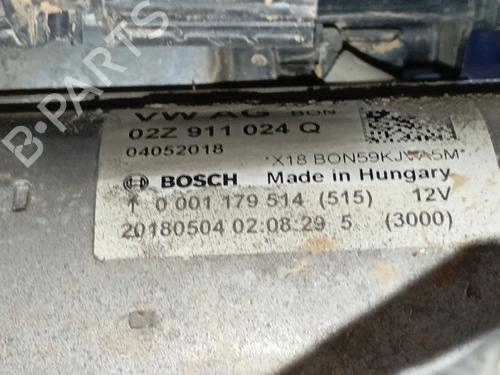 B-PARTS
VW AG BON
02Z 911 024 Q
04052018
*X18 BON59KJVA5M*
BOSCH Made in Hungary
0 001 179 514 (515) 12V
20180504 02:08:29 5 (3000)